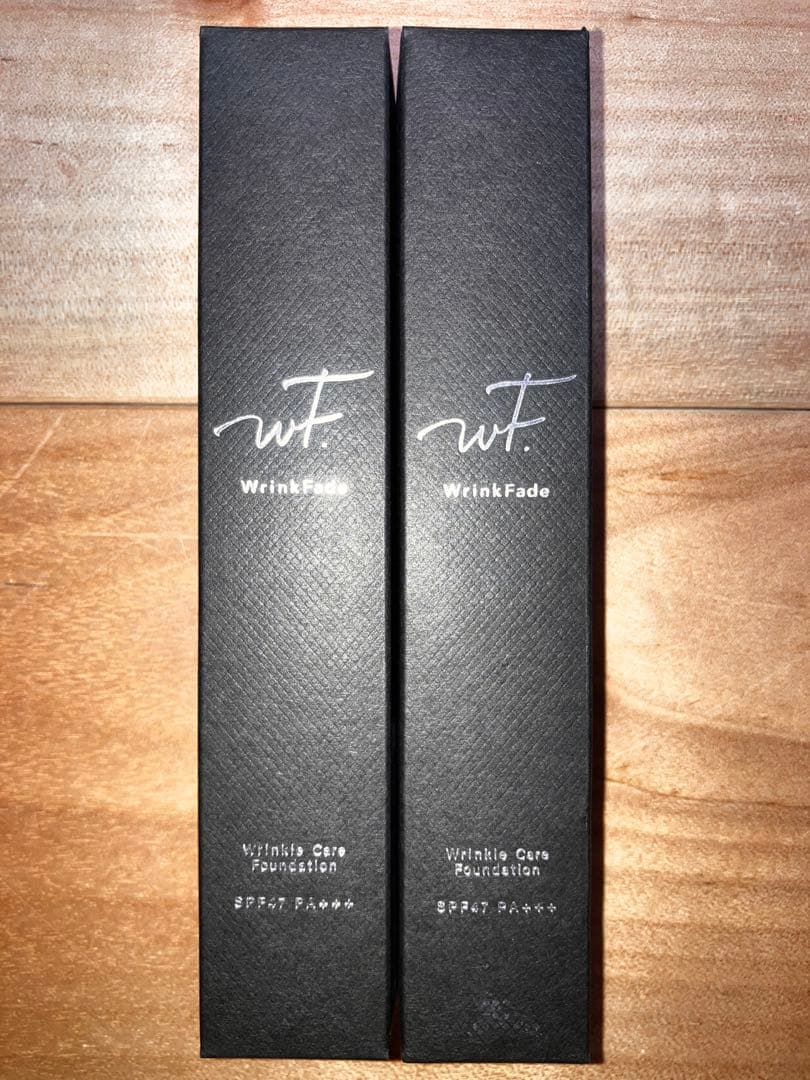 WF.
WrinkFade
Wrinkle Care
Foundation
SPF47 PA+++
WF.
WrinkFade
Wrinkle Care
Foundation
SPF47 PA+++